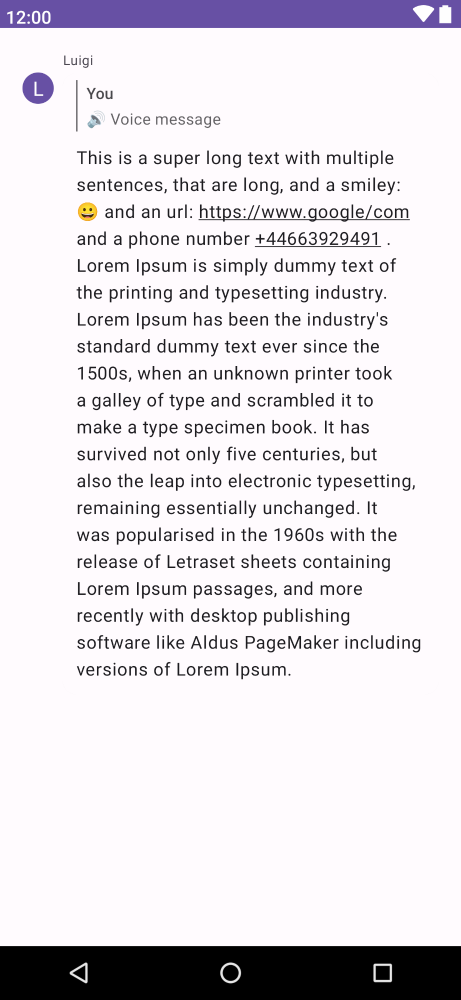 12:00
Luigi
L
You
🔊 Voice message
This is a super long text with multiple
sentences, that are long, and a smiley:
😀 and an url: https://www.google/com
and a phone number +44663929491 .
Lorem Ipsum is simply dummy text of
the printing and typesetting industry.
Lorem Ipsum has been the industry's
standard dummy text ever since the
1500s, when an unknown printer took
a galley of type and scrambled it to
make a type specimen book. It has
survived not only five centuries, but
also the leap into electronic typesetting,
remaining essentially unchanged. It
was popularised in the 1960s with the
release of Letraset sheets containing
Lorem Ipsum passages, and more
recently with desktop publishing
software like Aldus PageMaker including
versions of Lorem Ipsum.